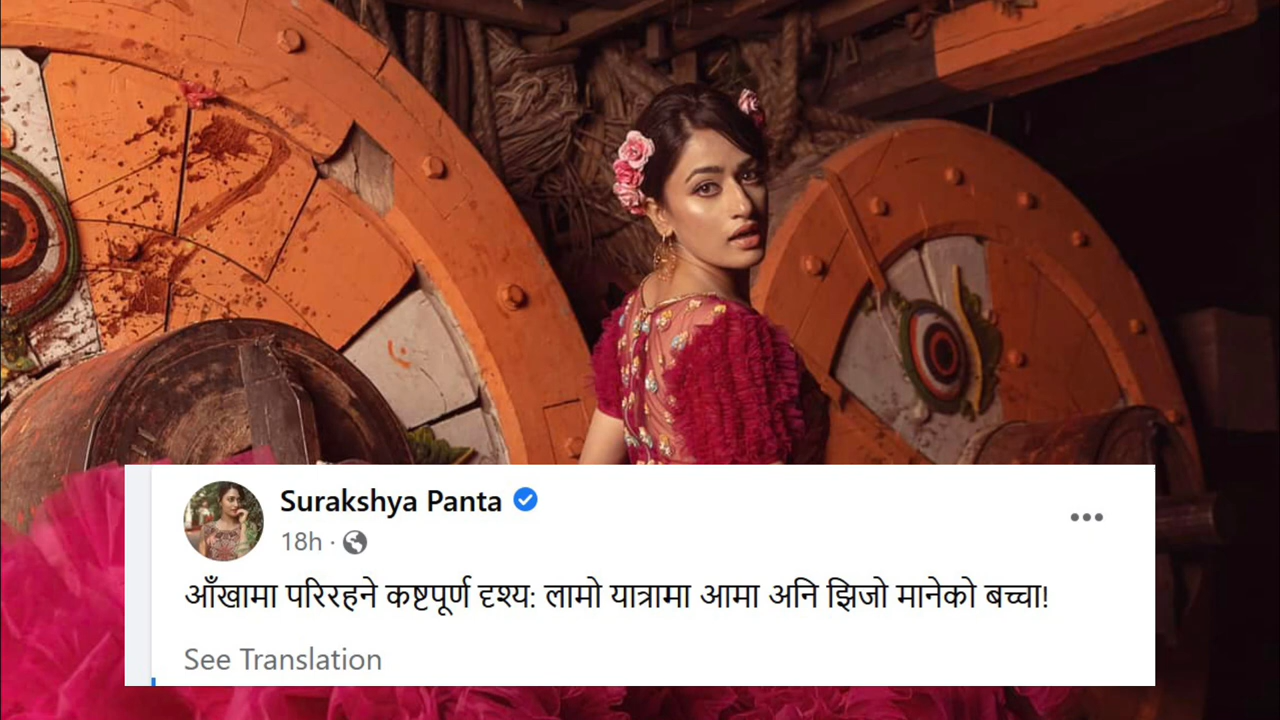 Surakshya Panta
18h ·
आँखामा परिरहने कष्टपूर्ण दृश्य: लामो यात्रामा आमा अनि झिजो मानेको बच्चा!
See Translation